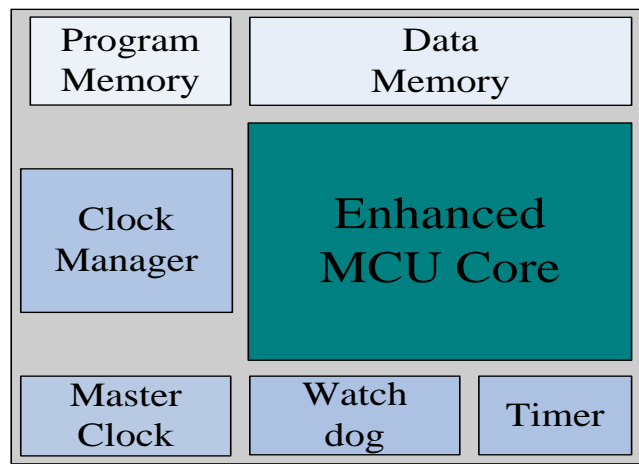 Program
Memory
Data
Memory
Clock
Manager
Enhanced
MCU Core
Master
Clock
Watch
dog
Timer